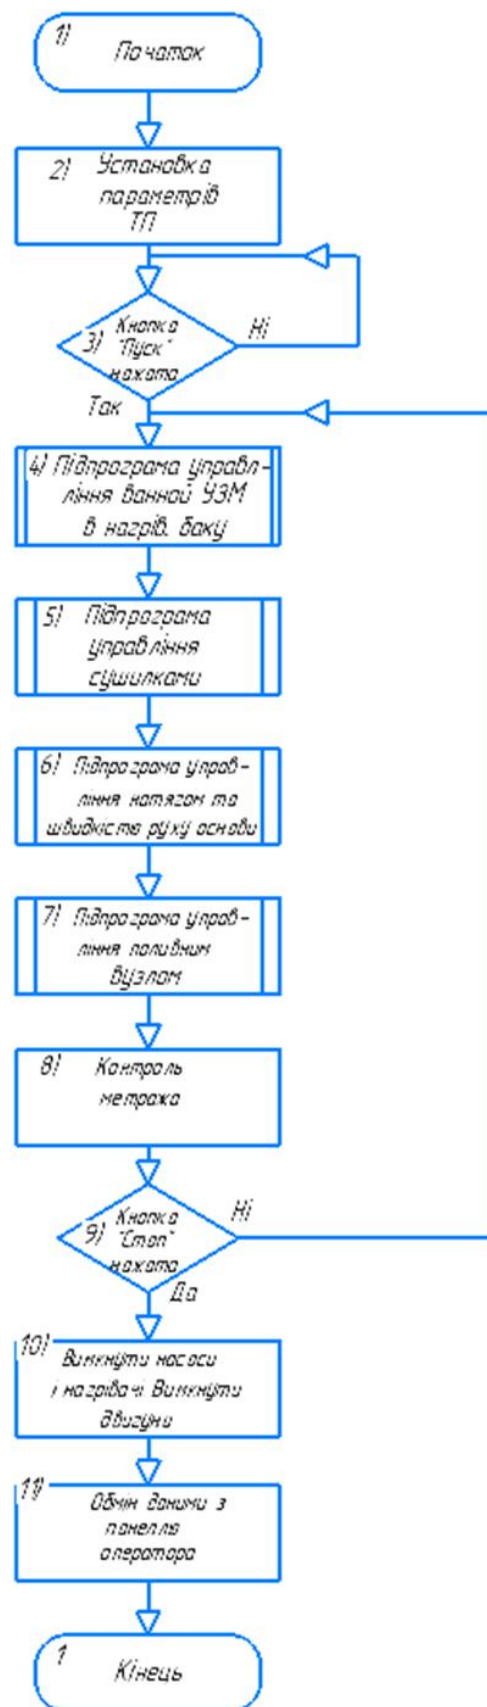 1) Початок
2) Установка
параметрів
ТП
Кнопка
3) "Пуск"
нажата
Ні
Так
4) Підпрограма управл-
ління ванной УЗМ
в нагрів. баку
5) Підпрограма
управління
сушилками
6) Підпрограма управ-
ління натягом та
швидкістю руху основи
7) Підпрограма управ-
ління поливним
вузлом
8) Контроль
метража
Кнопка
9) "Стоп"
нажата
Ні
Да
10) Вимкнути насоси
і нагрівачі Вимкнути
двигуни
11) Обмін даними з
панеллю
оператора
1 Кінець